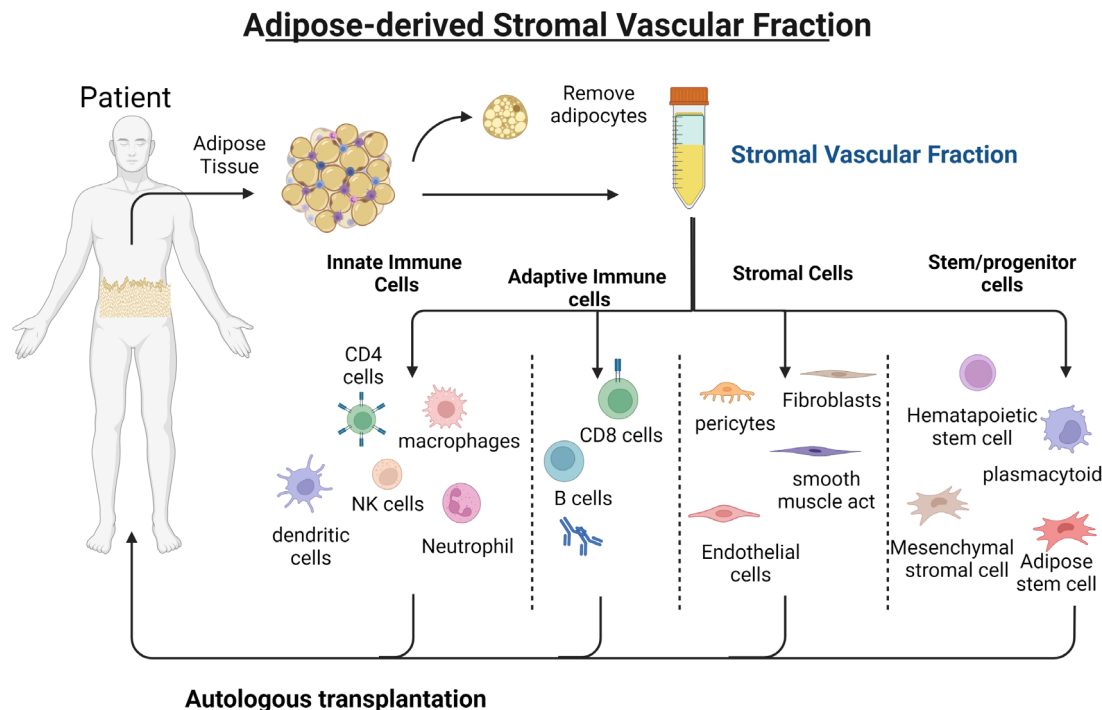 Adipose-derived Stromal Vascular Fraction
Patient
Adipose
Tissue
Remove
adipocytes
Stromal Vascular Fraction
Innate Immune
Cells
Adaptive Immune
cells
Stromal Cells
Stem/progenitor
cells
CD4
cells
macrophages
NK cells
dendritic
cells
Neutrophil
CD8 cells
B cells
pericytes
Fibroblasts
smooth
muscle act
Endothelial
cells
Hematapoietic
stem cell
plasmacytoid
Mesenchymal
stromal cell
Adipose
stem cell
Autologous transplantation